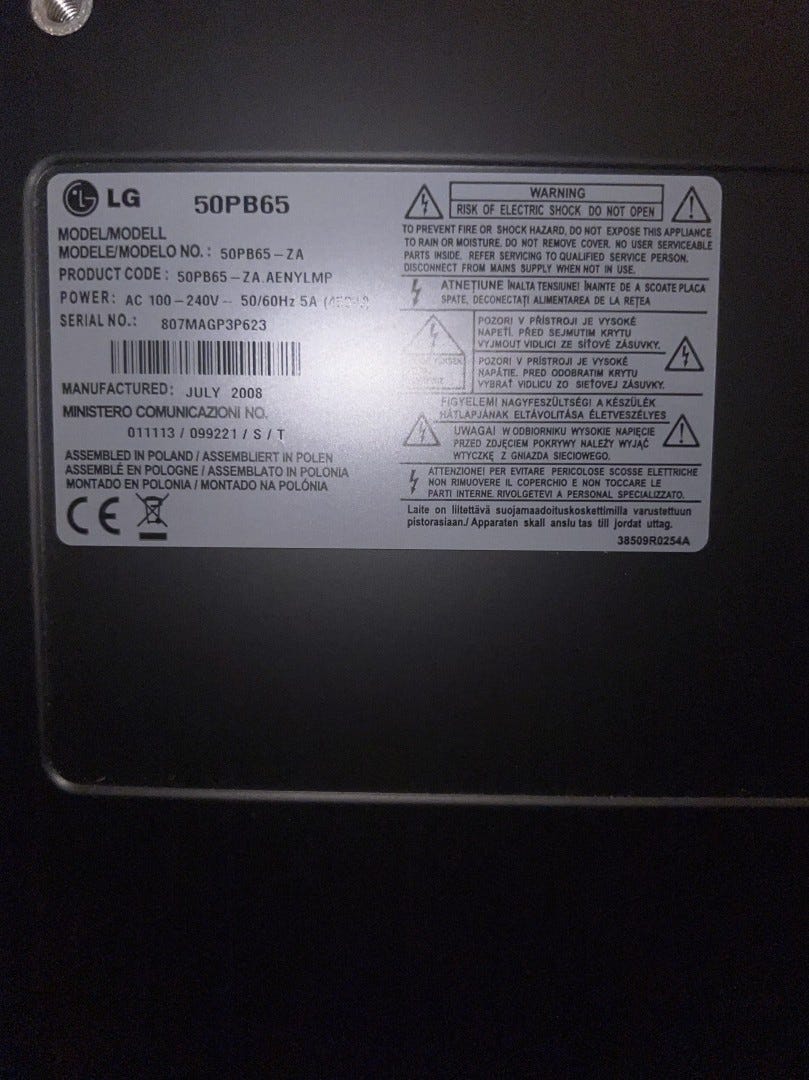 LG 50PB65
MODEL/MODELL
MODELE/MODELO NO. : 50PB65-ZA
PRODUCT CODE : 50PB65-ZA.AENYLMP
POWER: AC 100-240V~ 50/60Hz 5A
SERIAL NO.: 807MAGP3P623
MANUFACTURED: JULY 2008
MINISTERO COMUNICAZIONI NO.
011113 / 099221 / S / T
ASSEMBLED IN POLAND / ASSEMBLIERT IN POLEN
ASSEMBLÉ EN POLOGNE / ASSEMBLATO IN POLONIA
MONTADO EN POLONIA / MONTADO NA POLÓNIA
CE
WARNING
RISK OF ELECTRIC SHOCK DO NOT OPEN
TO PREVENT FIRE OR SHOCK HAZARD, DO NOT EXPOSE THIS APPLIANCE
TO RAIN OR MOISTURE. DO NOT REMOVE COVER. NO USER SERVICEABLE
PARTS INSIDE. REFER SERVICING TO QUALIFIED SERVICE PERSON.
DISCONNECT FROM MAINS SUPPLY WHEN NOT IN USE.
ATNEŢIUNE ÎNALTA TENSIUNE! ÎNAINTE DE A SCOATE PLACA
SPATE, DECONECTAŢI ALIMENTAREA DE LA REŢEA
POZOR! V PŘÍSTROJI JE VYSOKÉ
NAPETÍ. PŘED SEJMUTIM KRYTU
VYJMOUT VIDLICI ZE SÍŤOVÉ ZÁSUVKY.
POZOR! V PRÍSTROJI JE VYSOKÉ
NAPÁTIE. PRED ODOBRATIM KRYTU
VYBRAŤ VIDLICU ZO SIEŤOVEJ ZÁSUVKY.
FIGYELEM! NAGYFESZÜLTSÉG! A KÉSZÜLÉK
HÁTLAPJÁNAK ELTÁVOLÍTÁSA ÉLETVESZÉLYES
UWAGA! W ODBIORNIKU WYSOKIE NAPIĘCIE
PRZED ZDJĘCIEM POKRYWY NALEŻY WYJĄĆ
WTYCZKĘ Z GNIAZDA SIECIOWEGO.
ATTENZIONE! PER EVITARE PERICOLOSE SCOSSE ELETTRICHE
NON RIMUOVERE IL COPERCHIO E NON TOCCARE LE
PARTI INTERNE. RIVOLGETEVI A PERSONAL SPECIALIZZATO.
Laite on liitettävä suojamaadoituskoskettimilla varustettuun
pistorasiaan./ Apparaten skall anslu tas till jordat uttag.
38509R0254A